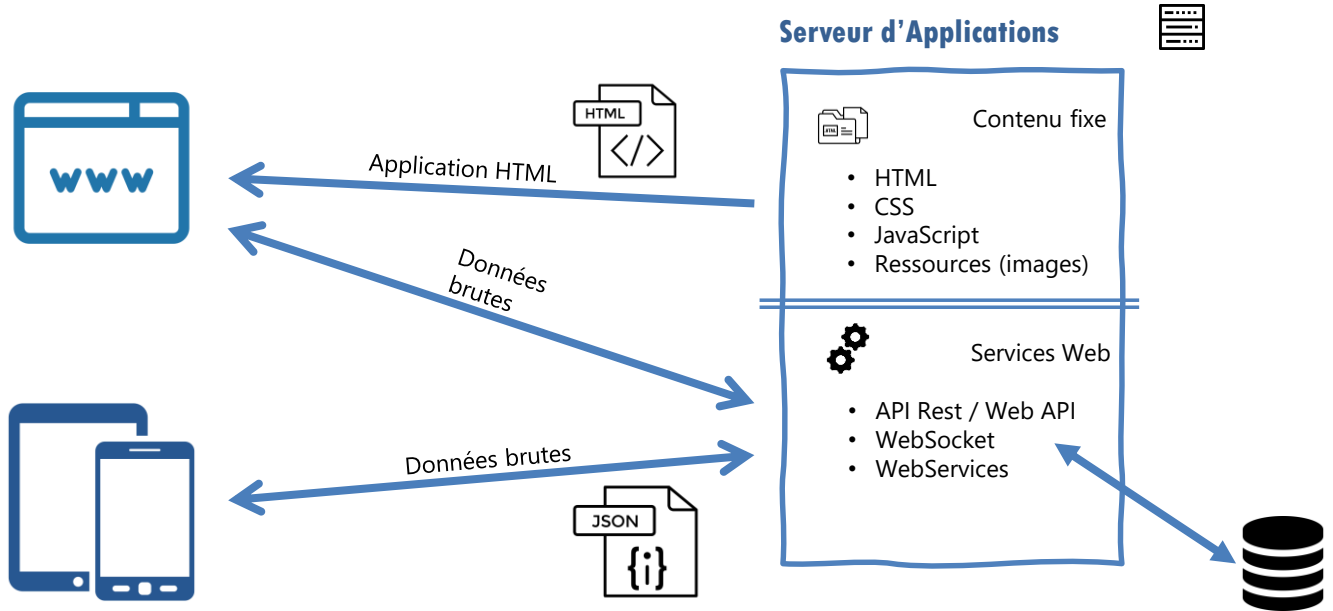 Serveur d'Applications
HTML
Contenu fixe
www
Application HTML
• HTML
• CSS
• JavaScript
• Ressources (images)
Données
brutes
Services Web
• API Rest / Web API
• WebSocket
• WebServices
Données brutes
JSON
{i}